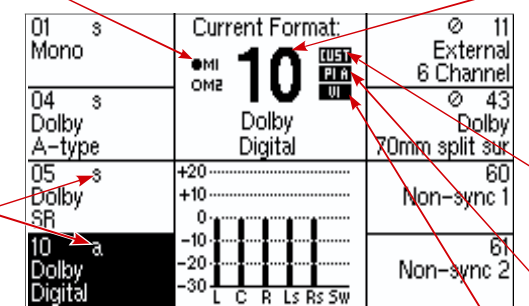 01 s
Mono
04 s
Dolby
A-type
05 s
Dolby
SR
10 a
Dolby
Digital
Current Format:
M1
M2
10
CUST
PI A
VI
Dolby
Digital
+20
+10
0
-10
-20
-30
L C R Ls Rs Sw
Ø 11
External
6 Channel
Ø 43
Dolby
70mm split sur
60
Non-sync 1
61
Non-sync 2